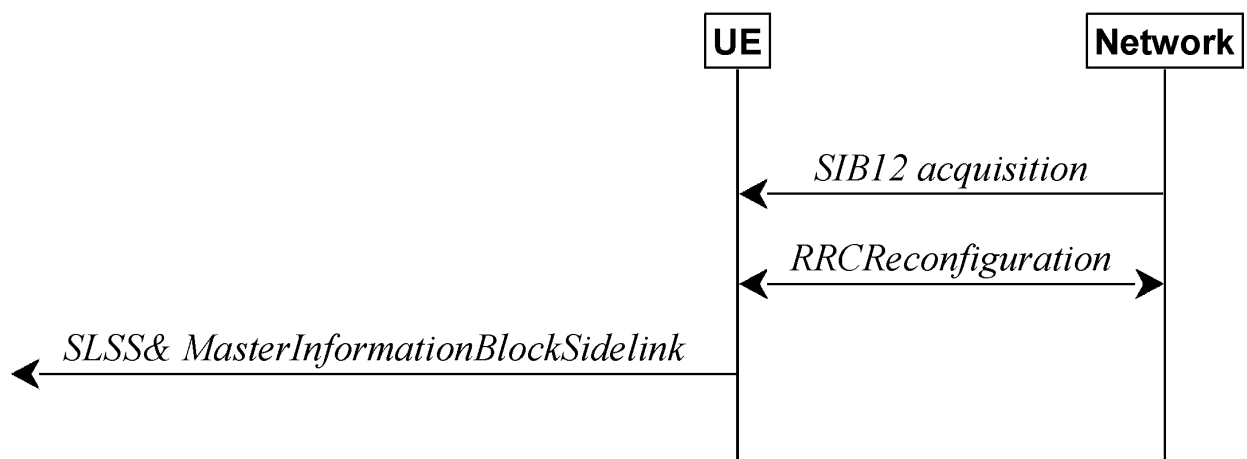 UE
Network
SIB12 acquisition
RRCReconfiguration
SLSS& MasterInformationBlockSidelink